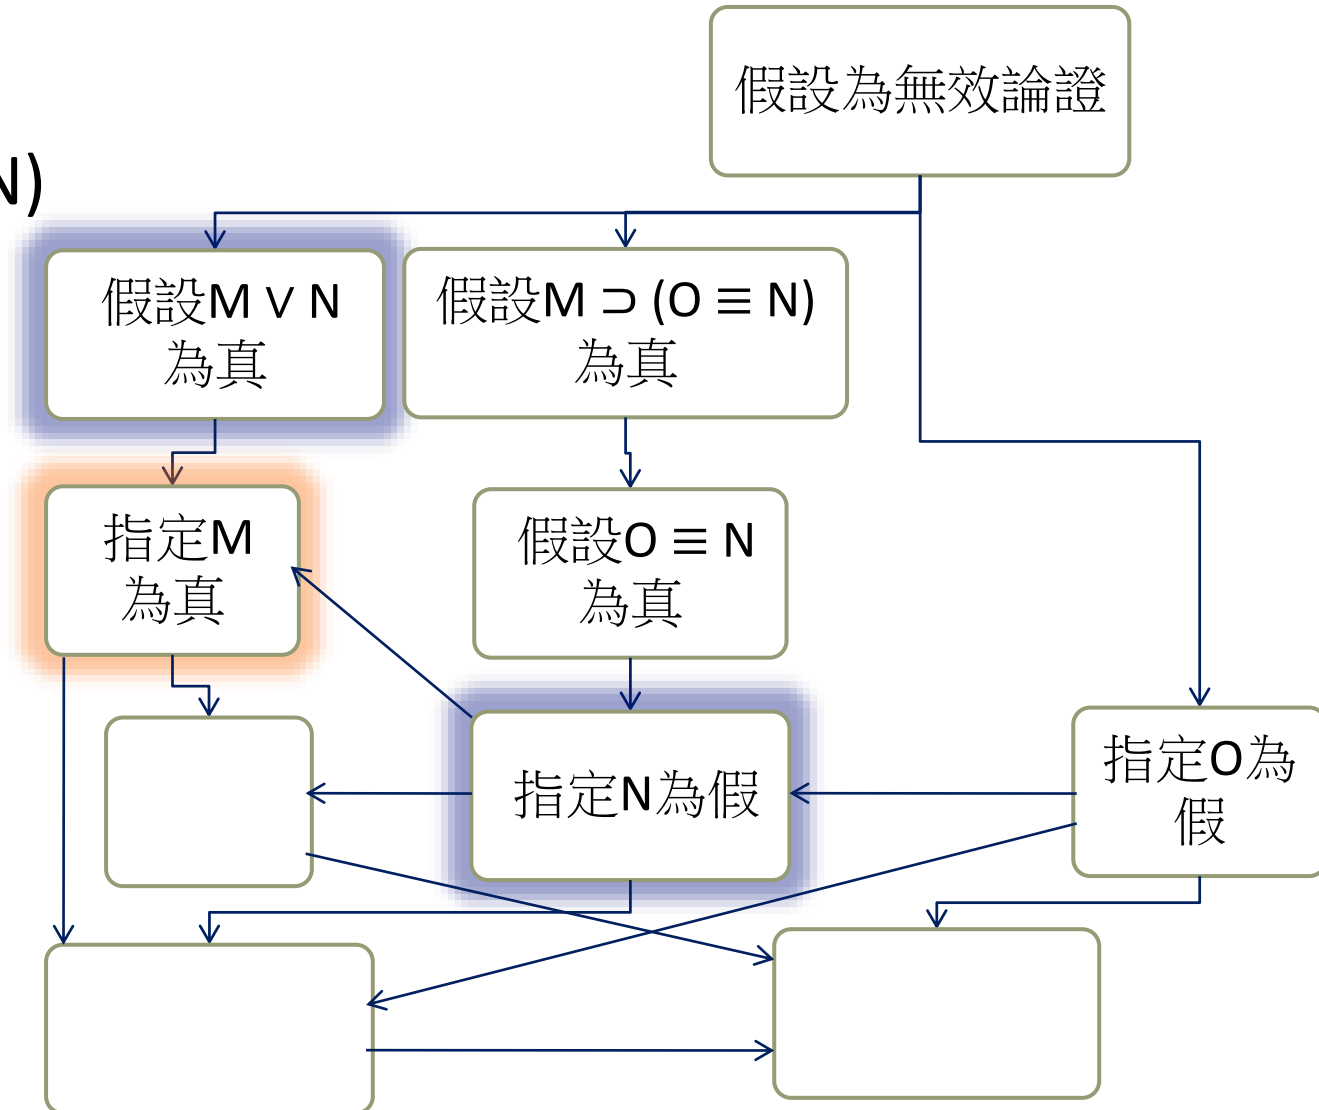 假設為無效論證
N)
假設M ∨ N
為真
假設M ⊃ (O ≡ N)
為真
指定M
為真
假設O ≡ N
為真
指定N為假
指定O為
假